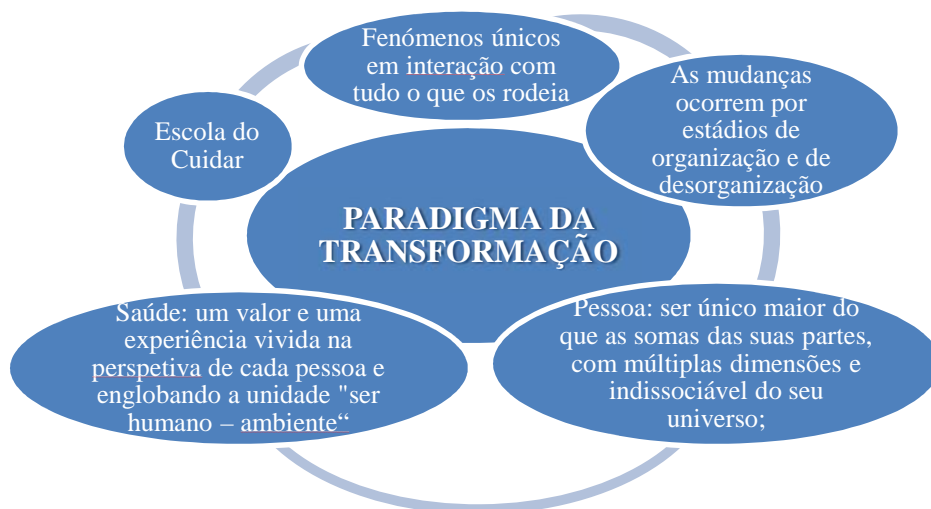 Fenómenos únicos
em interação com
tudo o que os rodeia
As mudanças
ocorrem por
estádios de
organização e de
desorganização
Escola do
Cuidar
PARADIGMA DA
TRANSFORMAÇÃO
Saúde: um valor e uma
experiência vivida na
perspetiva de cada pessoa e
englobando a unidade "ser
humano – ambiente“
Pessoa: ser único maior do
que as somas das suas partes,
com múltiplas dimensões e
indissociável do seu
universo;